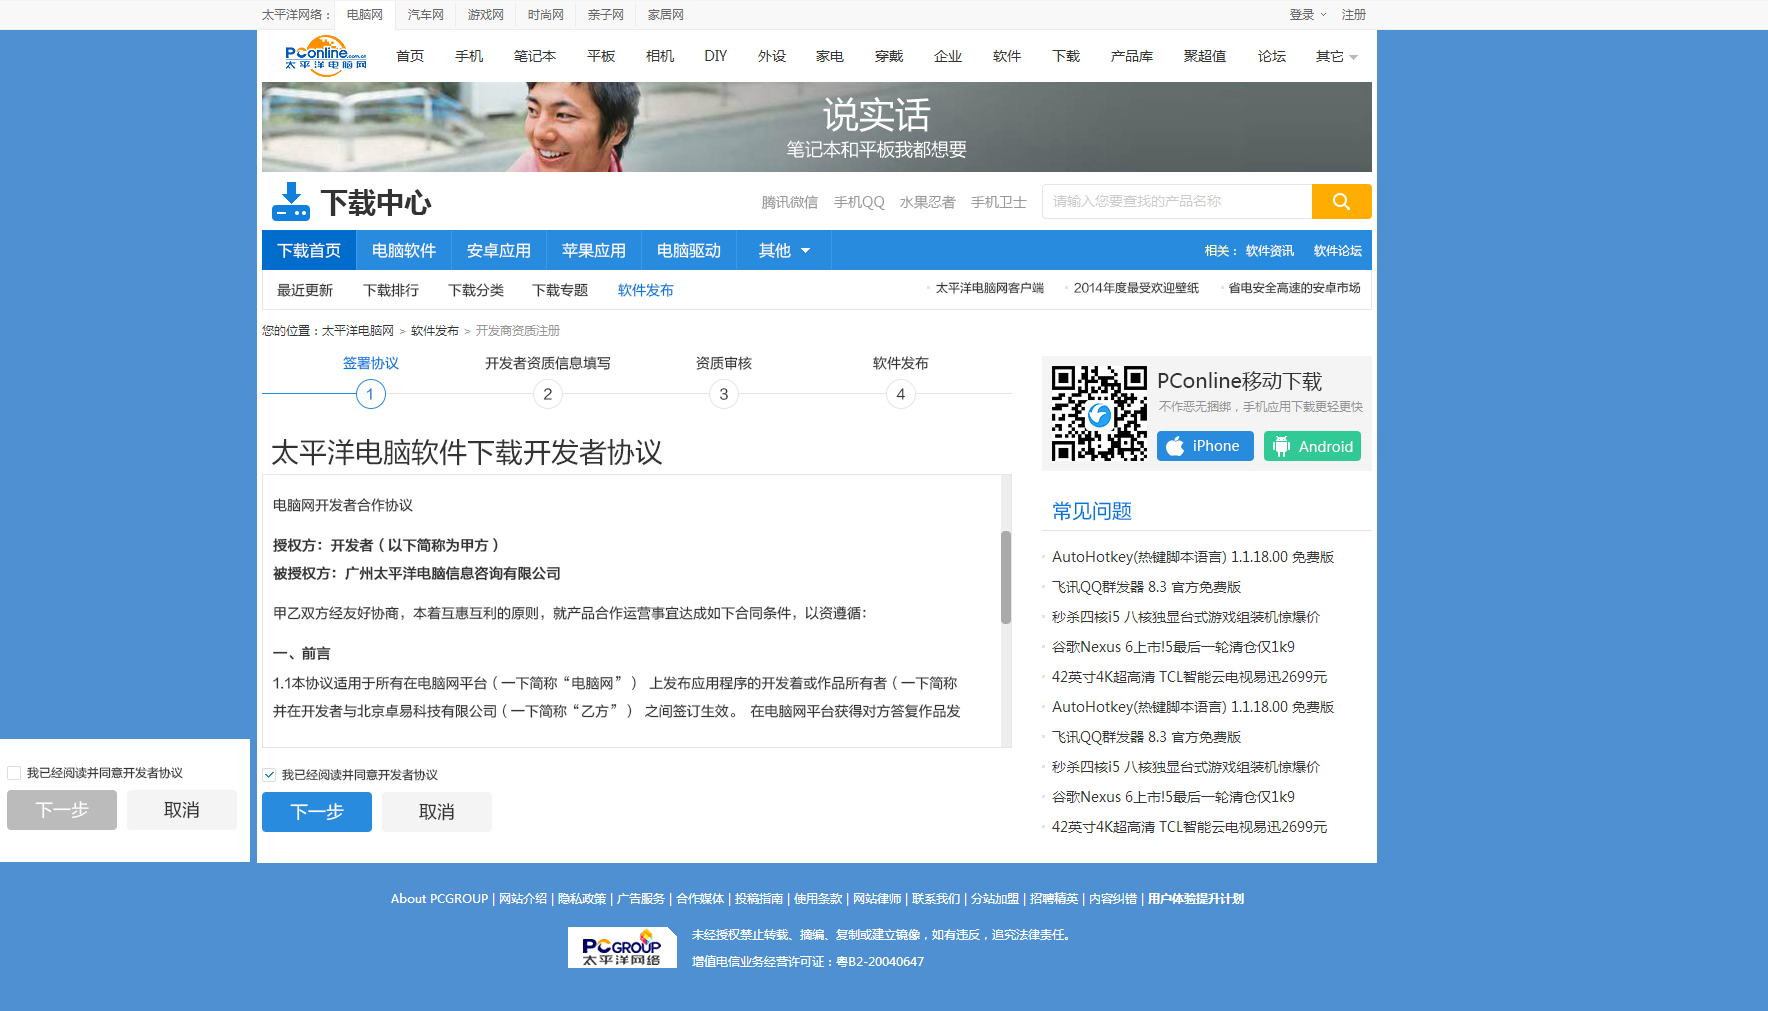 太平洋网络： 电脑网 汽车网 游戏网 时尚网 亲子网 家居网 登录 注册
PConline.com.cn 太平洋电脑网
首页 手机 笔记本 平板 相机 DIY 外设 家电 穿戴 企业 软件 下载 产品库 聚超值 论坛 其它
说实话
笔记本和平板我都想要
下载中心 腾讯微信 手机QQ 水果忍者 手机卫士 请输入您要查找的产品名称
下载首页 电脑软件 安卓应用 苹果应用 电脑驱动 其他 相关： 软件资讯 软件论坛
最近更新 下载排行 下载分类 下载专题 软件发布 太平洋电脑网客户端 2014年度最受欢迎壁纸 省电安全高速的安卓市场
您的位置：太平洋电脑网 > 软件发布 > 开发商资质注册
签署协议 开发者资质信息填写 资质审核 软件发布
1 2 3 4
太平洋电脑软件下载开发者协议
电脑网开发者合作协议
授权方：开发者（以下简称为甲方）
被授权方：广州太平洋电脑信息咨询有限公司
甲乙双方经友好协商，本着互惠互利的原则，就产品合作运营事宜达成如下合同条件，以资遵循：
一、前言
1.1本协议适用于所有在电脑网平台（一下简称“电脑网”） 上发布应用程序的开发着或作品所有者（一下简称
并在开发者与北京卓易科技有限公司（一下简称“乙方”） 之间签订生效。 在电脑网平台获得对方答复作品发
我已经阅读并同意开发者协议
下一步 取消
我已经阅读并同意开发者协议
下一步 取消
PConline移动下载
不作恶无捆绑，手机应用下载更轻更快
iPhone Android
常见问题
AutoHotkey(热键脚本语言) 1.1.18.00 免费版
飞讯QQ群发器 8.3 官方免费版
秒杀四核i5 八核独显台式游戏组装机惊爆价
谷歌Nexus 6上市!5最后一轮清仓仅1k9
42英寸4K超高清 TCL智能云电视易迅2699元
AutoHotkey(热键脚本语言) 1.1.18.00 免费版
飞讯QQ群发器 8.3 官方免费版
秒杀四核i5 八核独显台式游戏组装机惊爆价
谷歌Nexus 6上市!5最后一轮清仓仅1k9
42英寸4K超高清 TCL智能云电视易迅2699元
About PCGROUP | 网站介绍 | 隐私政策 | 广告服务 | 合作媒体 | 投稿指南 | 使用条款 | 网站律师 | 联系我们 | 分站加盟 | 招聘精英 | 内容纠错 | 用户体验提升计划
PCGROUP 太平洋网络
未经授权禁止转载、摘编、复制或建立镜像，如有违反，追究法律责任。
增值电信业务经营许可证：粤B2-20040647